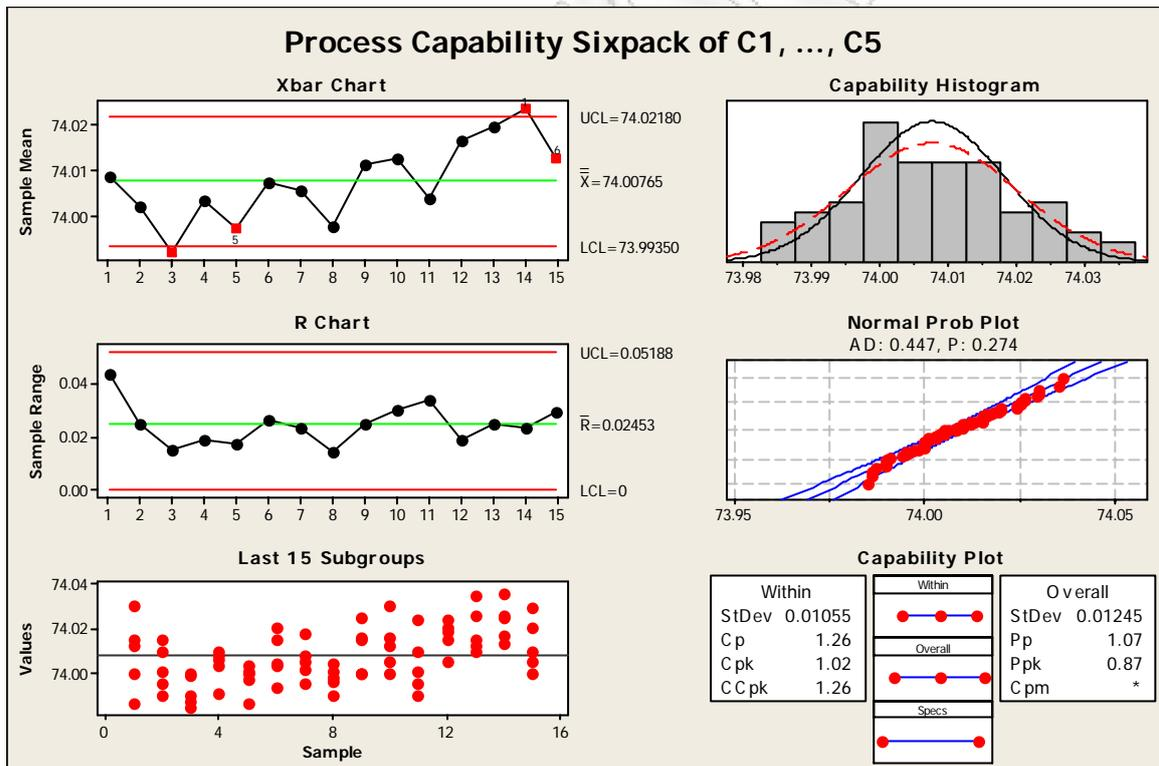 Process Capability Sixpack of C1, ..., C5
Xbar Chart
Sample Mean
74.02
74.01
74.00
1
5
6
UCL=74.02180
X=74.00765
LCL=73.99350
1 2 3 4 5 6 7 8 9 10 11 12 13 14 15
Capability Histogram
73.98 73.99 74.00 74.01 74.02 74.03
R Chart
Sample Range
0.04
0.02
0.00
UCL=0.05188
R=0.02453
LCL=0
1 2 3 4 5 6 7 8 9 10 11 12 13 14 15
Normal Prob Plot
AD: 0.447, P: 0.274
73.95 74.00 74.05
Last 15 Subgroups
Values
74.04
74.02
74.00
0 4 8 12 16
Sample
Capability Plot
Within
StDev 0.01055
Cp 1.26
Cpk 1.02
CCpk 1.26
Within
Overall
Specs
Overall
StDev 0.01245
Pp 1.07
Ppk 0.87
Cpm *